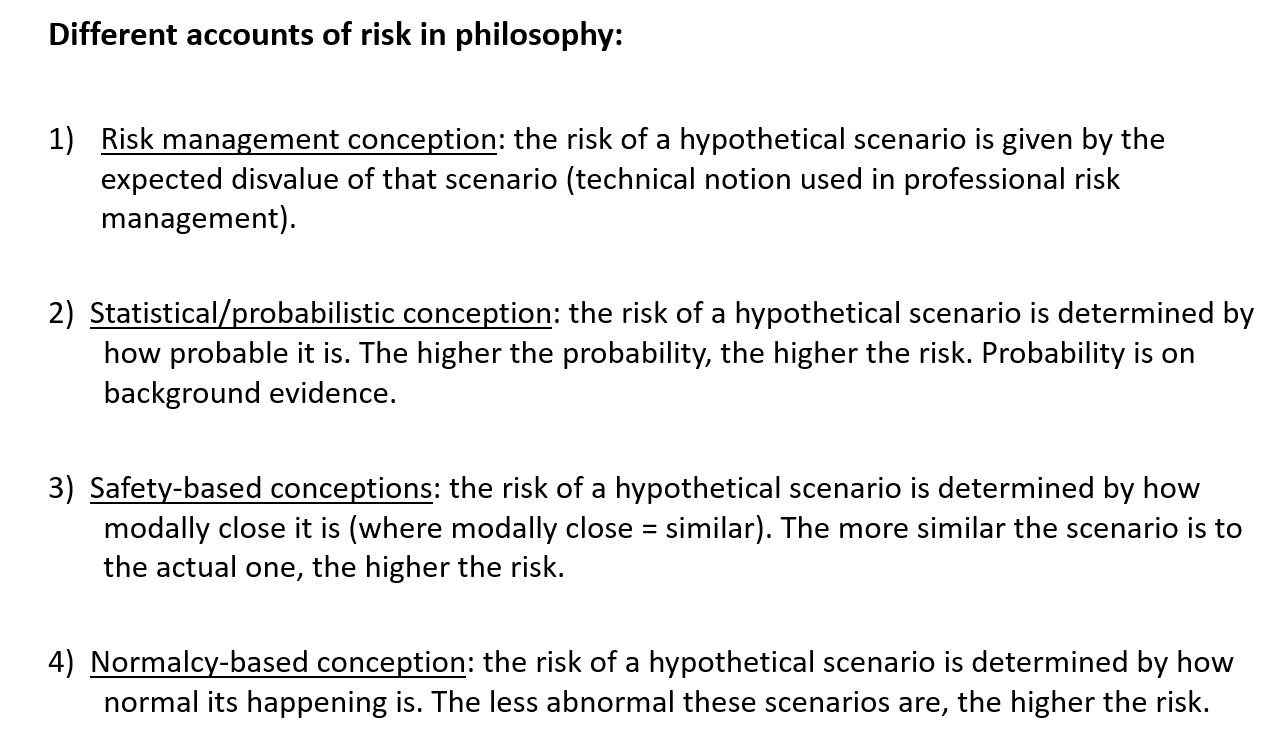 Different accounts of risk in philosophy:
1) Risk management conception: the risk of a hypothetical scenario is given by the
expected disvalue of that scenario (technical notion used in professional risk
management).
2) Statistical/probabilistic conception: the risk of a hypothetical scenario is determined by
how probable it is. The higher the probability, the higher the risk. Probability is on
background evidence.
3) Safety-based conceptions: the risk of a hypothetical scenario is determined by how
modally close it is (where modally close = similar). The more similar the scenario is to
the actual one, the higher the risk.
4) Normalcy-based conception: the risk of a hypothetical scenario is determined by how
normal its happening is. The less abnormal these scenarios are, the higher the risk.